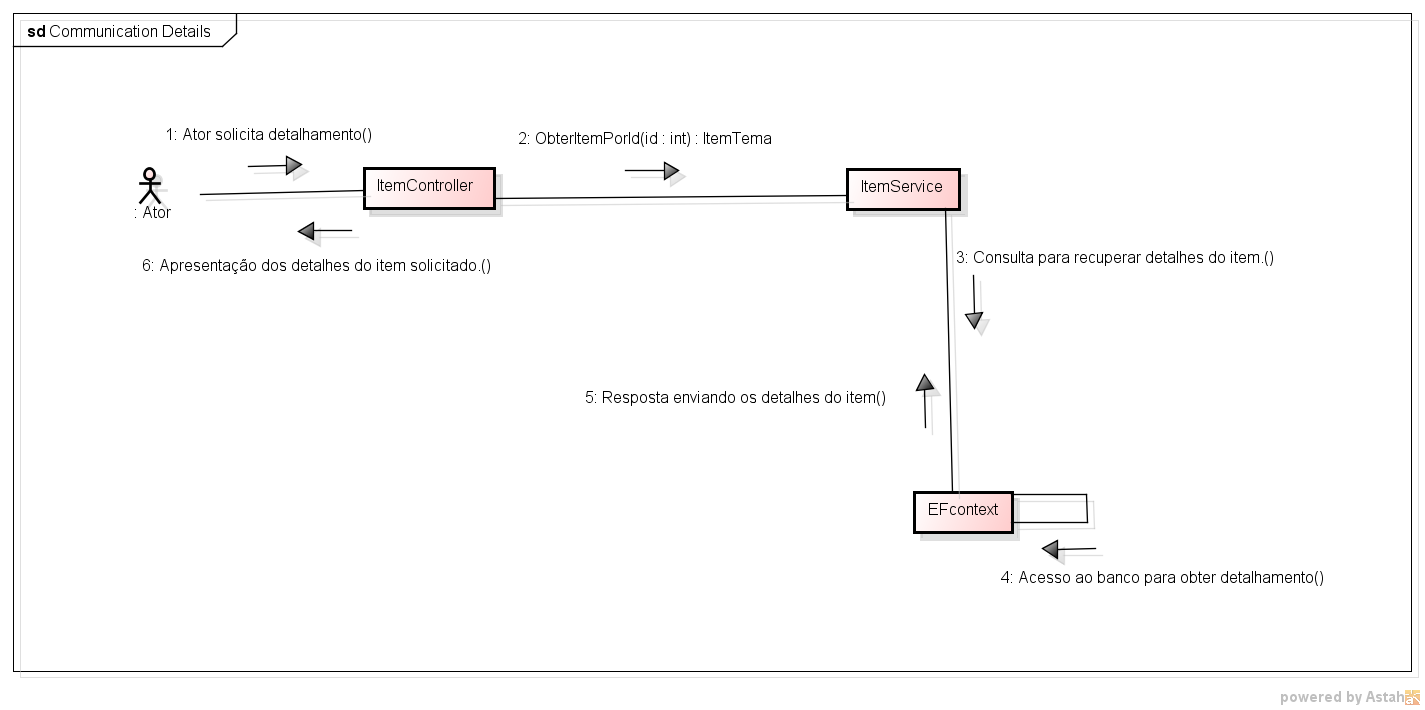 sd Communication Details
1: Ator solicita detalhamento()
2: ObterItemPorId(id : int) : ItemTema
ItemController
ItemService
: Ator
3: Consulta para recuperar detalhes do item.()
6: Apresentação dos detalhes do item solicitado.()
5: Resposta enviando os detalhes do item()
EFcontext
4: Acesso ao banco para obter detalhamento()
powered by Astah